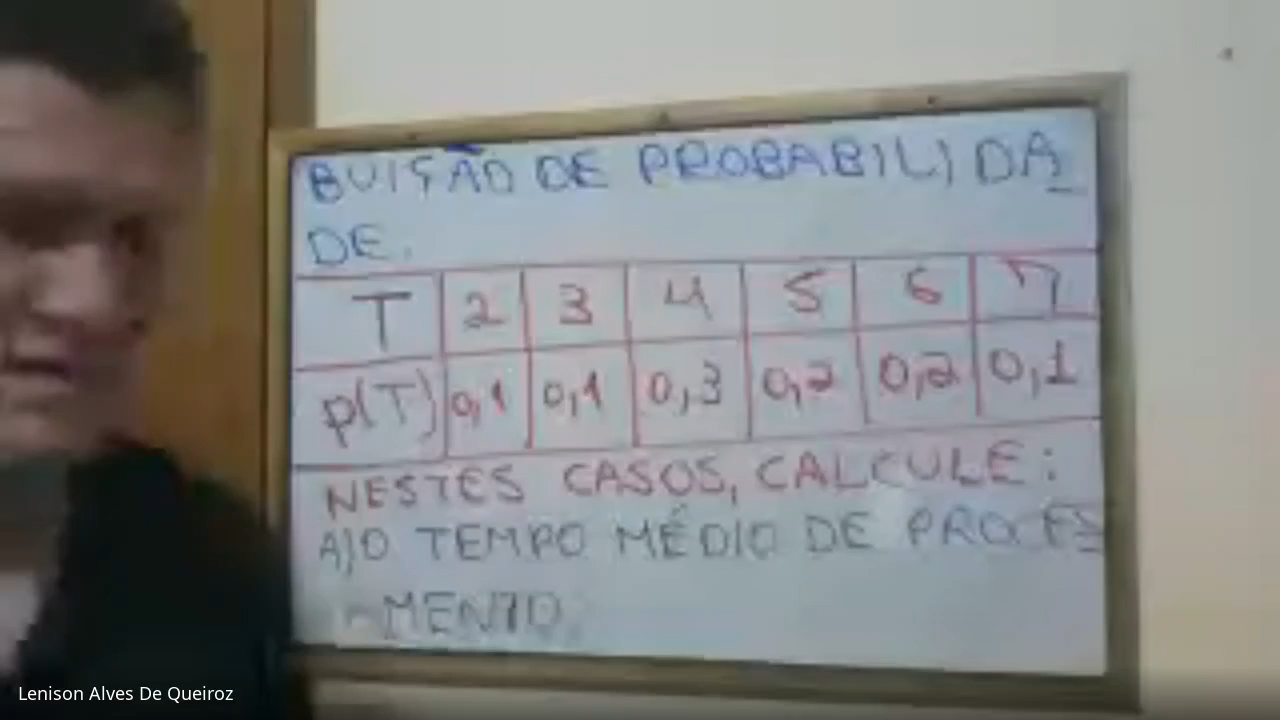 BUIÇÃO DE PROBABILIDA_
DE.
T 2 3 4 5 6 7
p(T) 0,1 0,1 0,3 0,2 0,2 0,1
NESTES CASOS, CALCULE:
A)O TEMPO MÉDIO DE PROCES
MENTO.
Lenison Alves De Queiroz